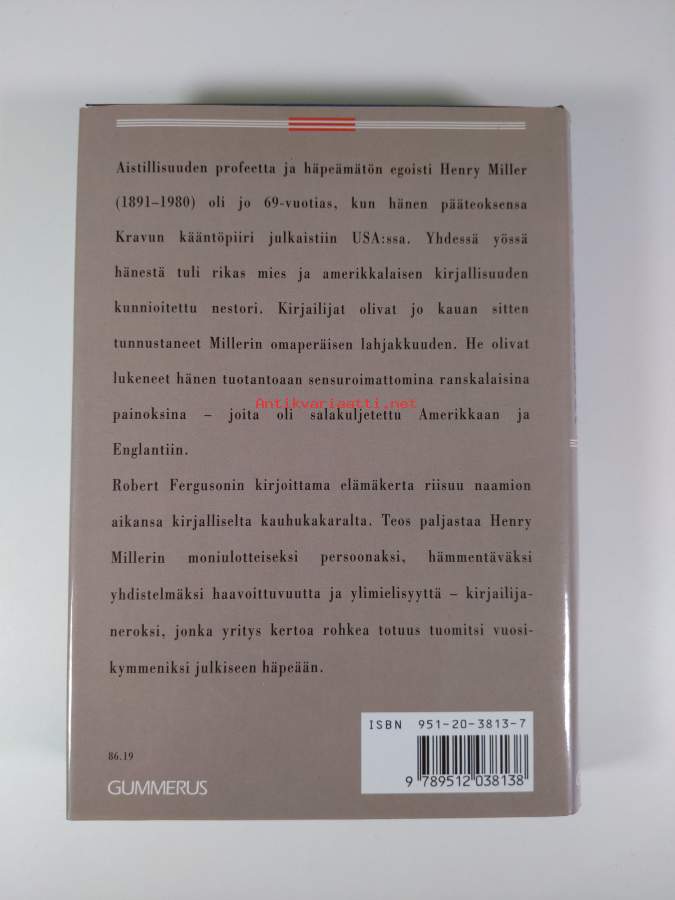 Aistillisuuden profeetta ja häpeämätön egoisti Henry Miller
(1891–1980) oli jo 69-vuotias, kun hänen pääteoksensa
Kravun kääntöpiiri julkaistiin USA:ssa. Yhdessä yössä
hänestä tuli rikas mies ja amerikkalaisen kirjallisuuden
kunnioitettu nestori. Kirjailijat olivat jo kauan sitten
tunnustaneet Millerin omaperäisen lahjakkuuden. He olivat
lukeneet hänen tuotantoaan sensuroimattomina ranskalaisina
Antikvariaatti.net
painoksina – joita oli salakuljetettu Amerikkaan ja
Englantiin.
Robert Fergusonin kirjoittama elämäkerta riisuu naamion
aikansa kirjalliselta kauhukakaralta. Teos paljastaa Henry
Millerin moniulotteiseksi persoonaksi, hämmentäväksi
yhdistelmäksi haavoittuvuutta ja ylimielisyyttä – kirjailija-
neroksi, jonka yritys kertoa rohkea totuus tuomitsi vuosi-
kymmeniksi julkiseen häpeään.
ISBN 951-20-3813-7
9 789512 038138
86.19
GUMMERUS